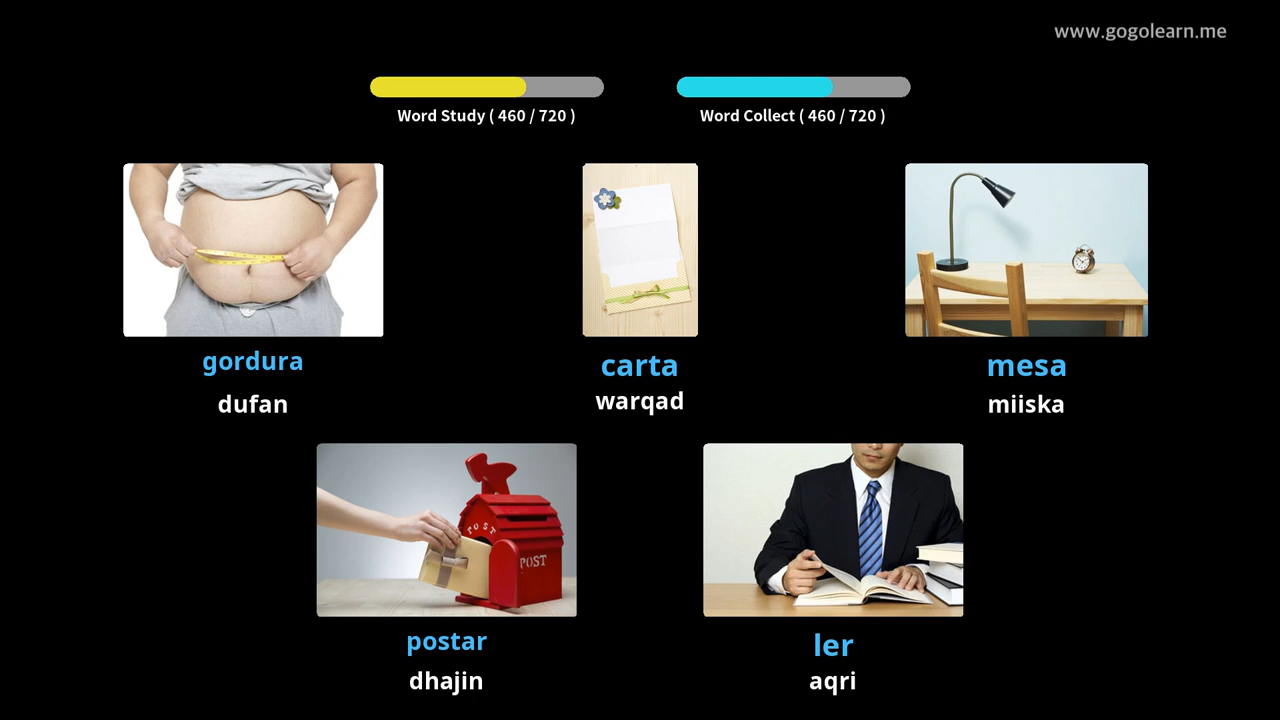 www.gogolearn.me
Word Study ( 460 / 720 )
Word Collect ( 460 / 720 )
gordura
dufan
carta
warqad
mesa
miiska
POST
POST
postar
dhajin
ler
aqri